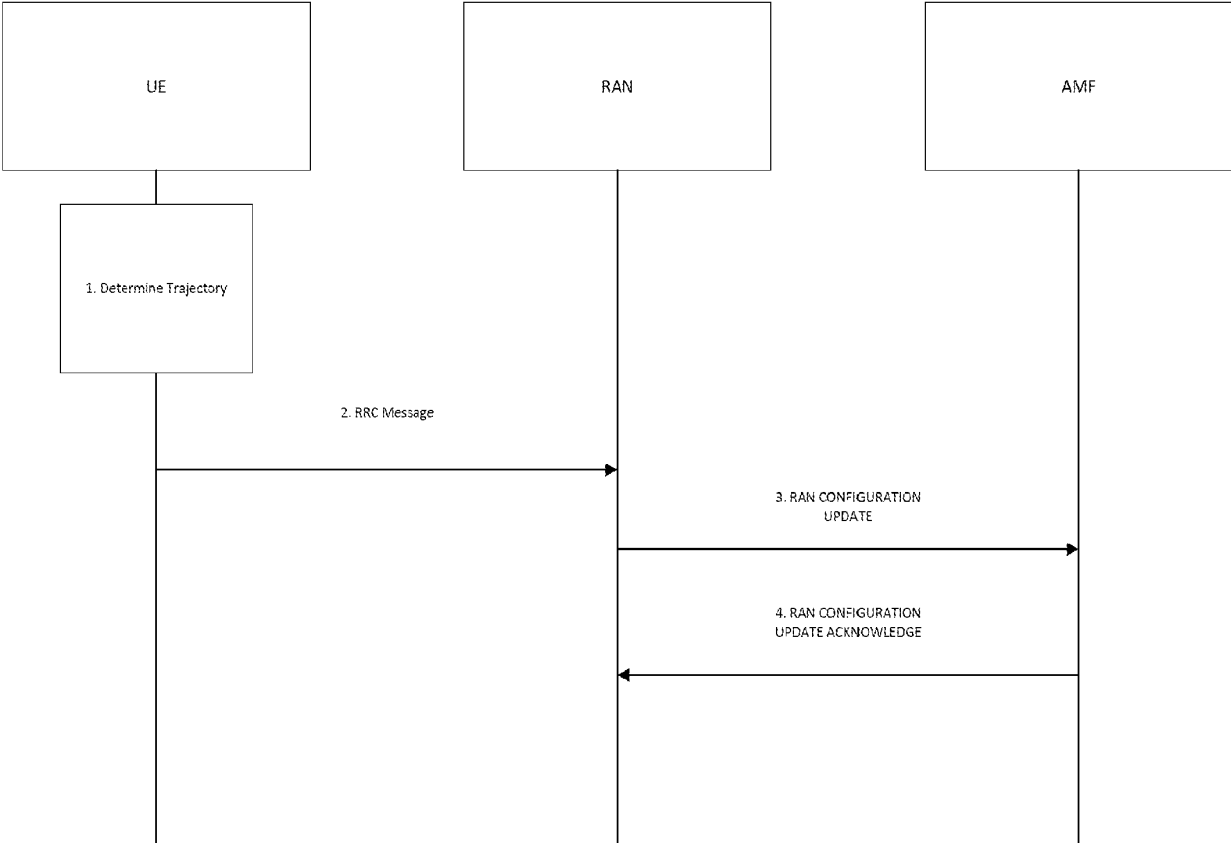 UE
RAN
AMF
1. Determine Trajectory
2. RRC Message
3. RAN CONFIGURATION
UPDATE
4. RAN CONFIGURATION
UPDATE ACKNOWLEDGE